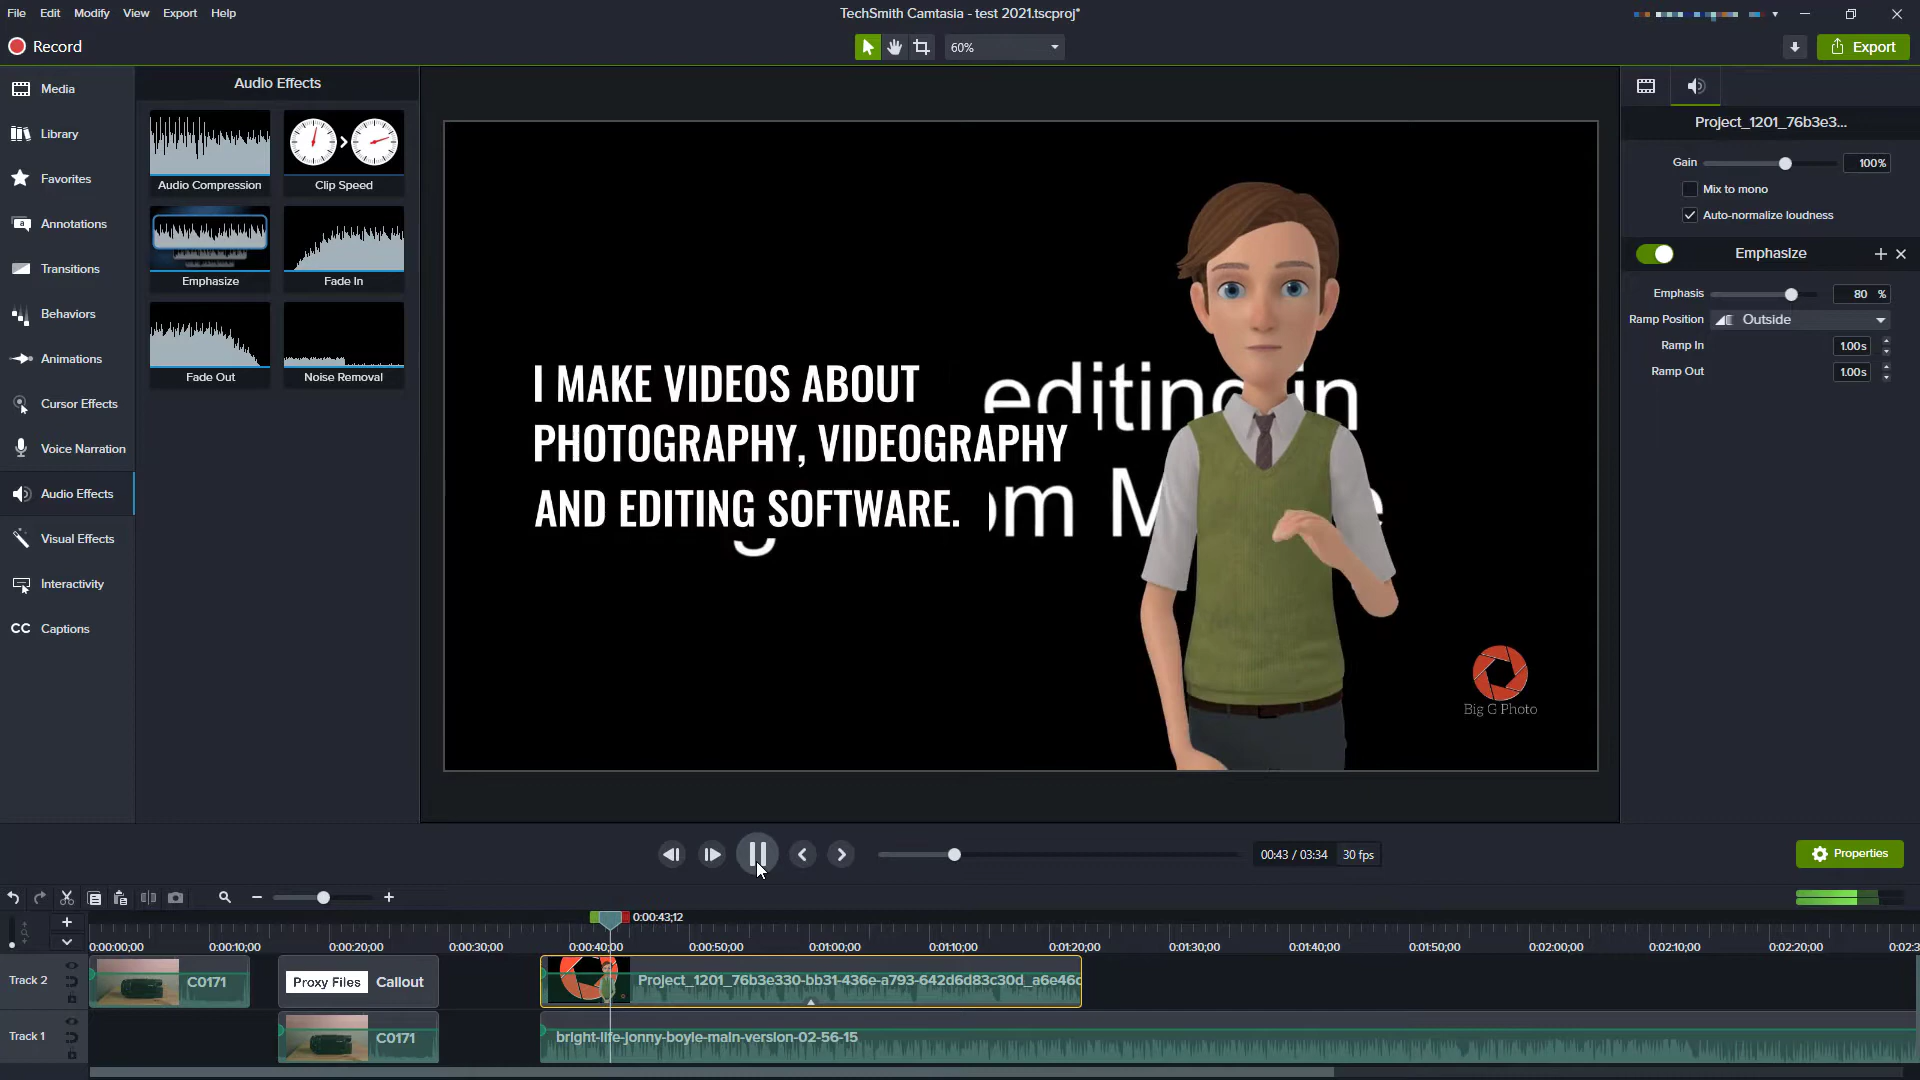 File Edit Modify View Export Help
TechSmith Camtasia - test 2021.tscproj*
Record
60%
Export
Media
Library
Favorites
Annotations
Transitions
Behaviors
Animations
Cursor Effects
Voice Narration
Audio Effects
Visual Effects
Interactivity
CC Captions
Audio Effects
Audio Compression
Clip Speed
Emphasize
Fade In
Fade Out
Noise Removal
I MAKE VIDEOS ABOUT
PHOTOGRAPHY, VIDEOGRAPHY
AND EDITING SOFTWARE.
editing in
om M
Big G Photo
Project_1201_76b3e3...
Gain 100%
Mix to mono
Auto-normalize loudness
Emphasize
Emphasis 80 %
Ramp Position Outside
Ramp In 1.00s
Ramp Out 1.00s
00:43 / 03:34 30 fps
Properties
0:00:43;12
0:00:00;00 0:00:10;00 0:00:20;00 0:00:30;00 0:00:40;00 0:00:50;00 0:01:00;00 0:01:10;00 0:01:20;00 0:01:30;00 0:01:40;00 0:01:50;00 0:02:00;00 0:02:10;00 0:02:20;00 0:02:3
Track 2
C0171
Proxy Files Callout
Project_1201_76b3e330-bb31-436e-a793-642d6d83c30d_a6e46c
Track 1
C0171
bright-life-jonny-boyle-main-version-02-56-15